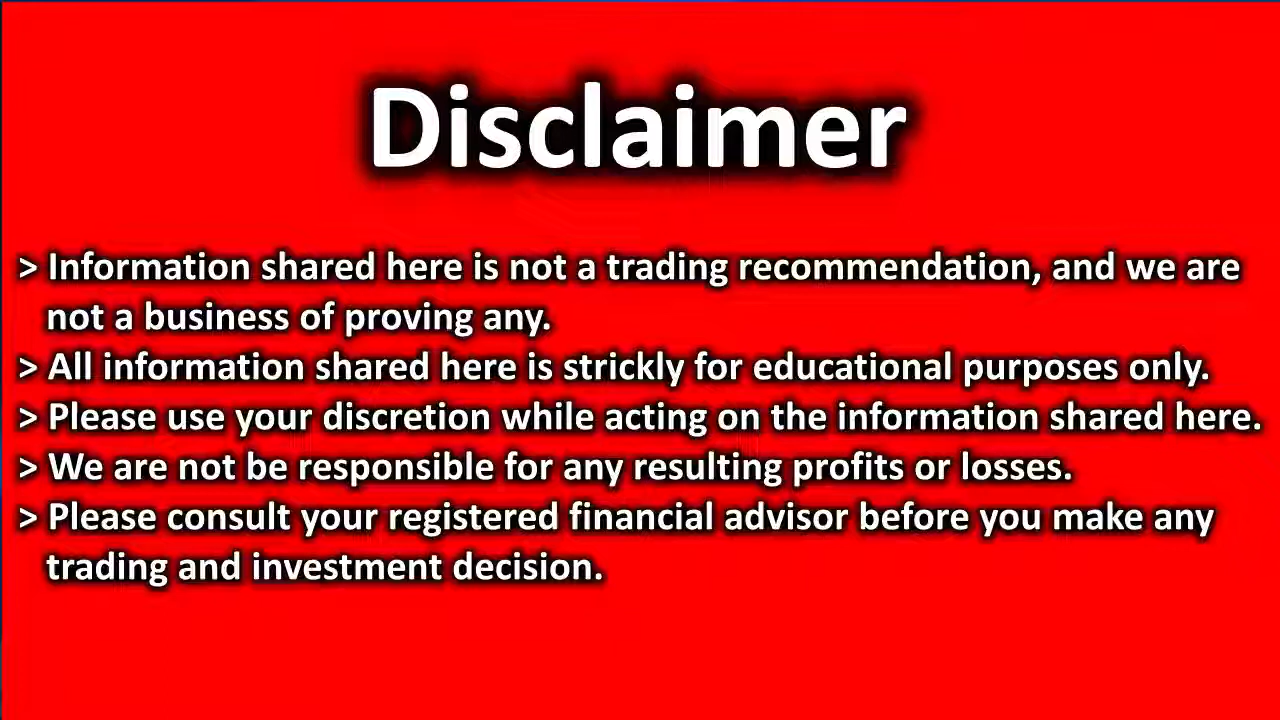 Disclaimer
> Information shared here is not a trading recommendation, and we are
not a business of proving any.
> All information shared here is strickly for educational purposes only.
> Please use your discretion while acting on the information shared here.
> We are not be responsible for any resulting profits or losses.
> Please consult your registered financial advisor before you make any
trading and investment decision.